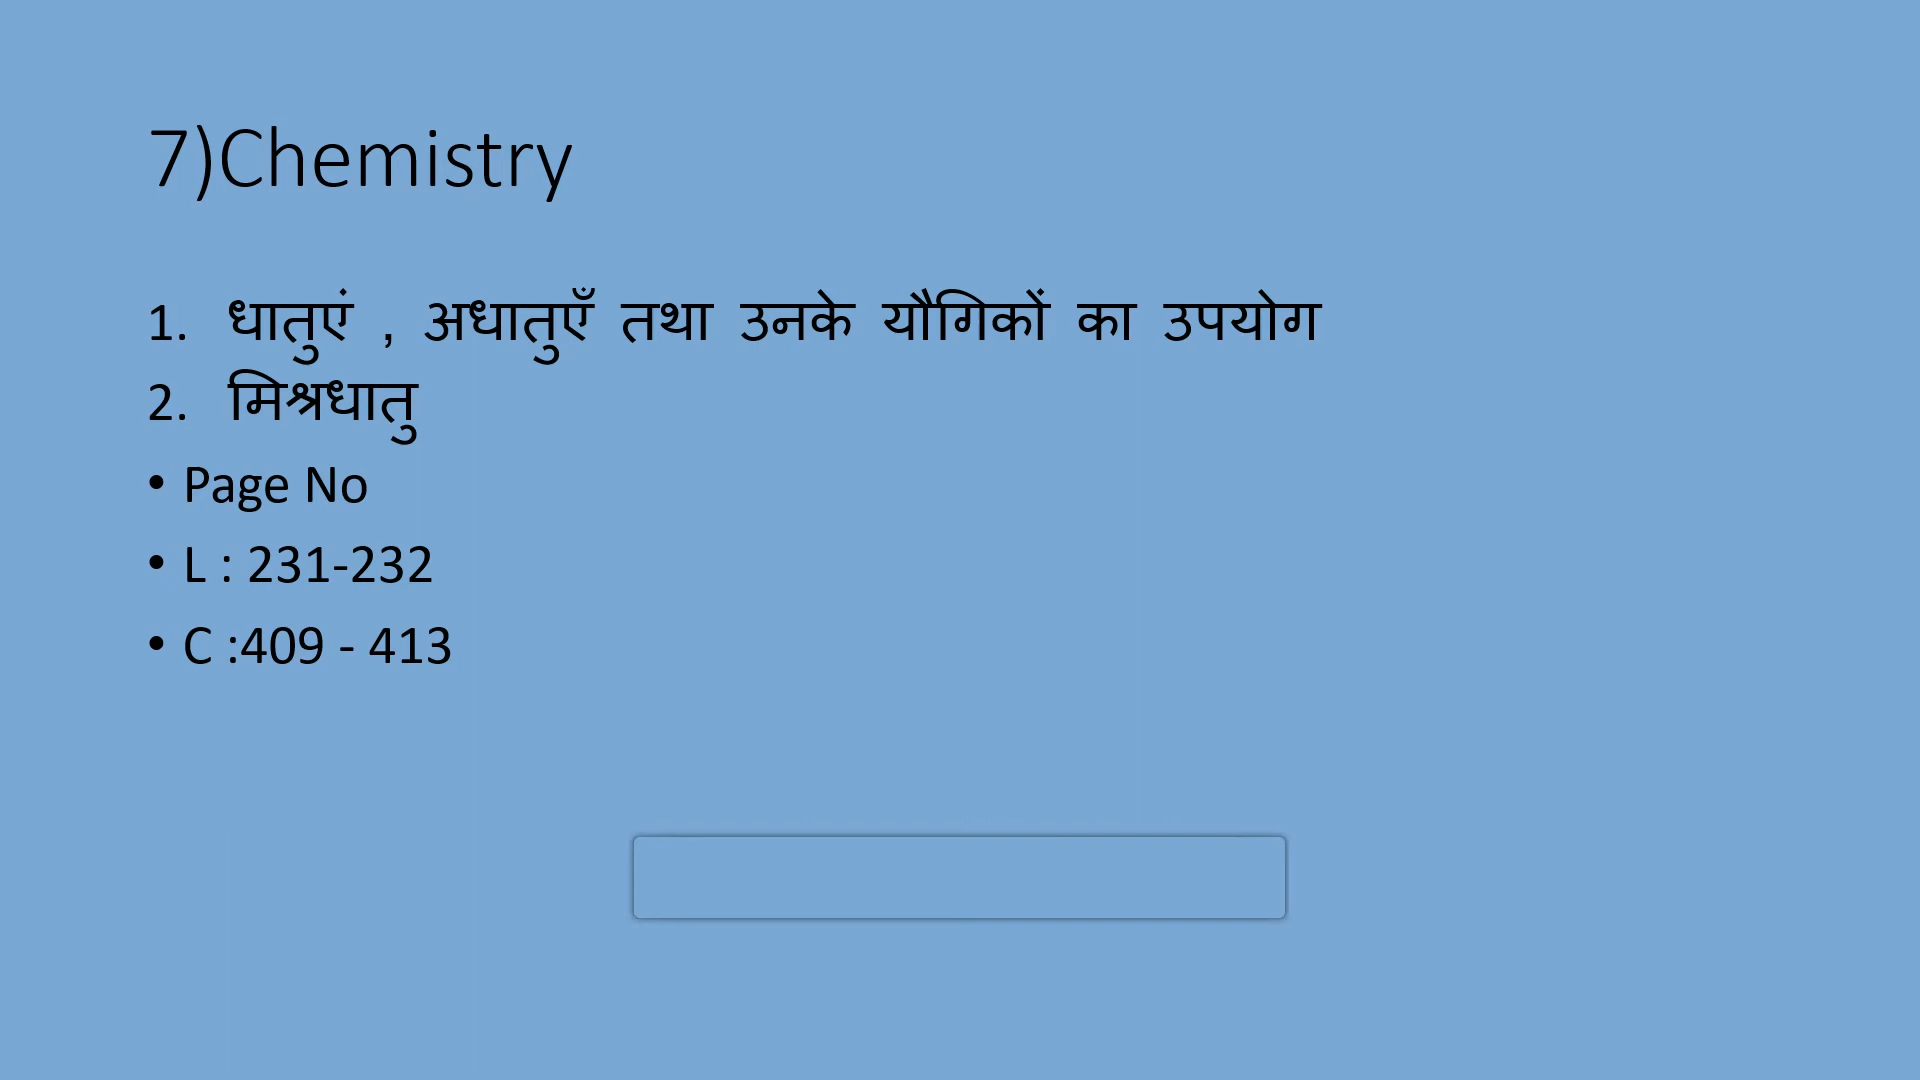 7)Chemistry
1. धातुएं , अधातुएँ तथा उनके यौगिकों का उपयोग
2. मिश्रधातु
• Page No
• L : 231-232
• C :409 - 413